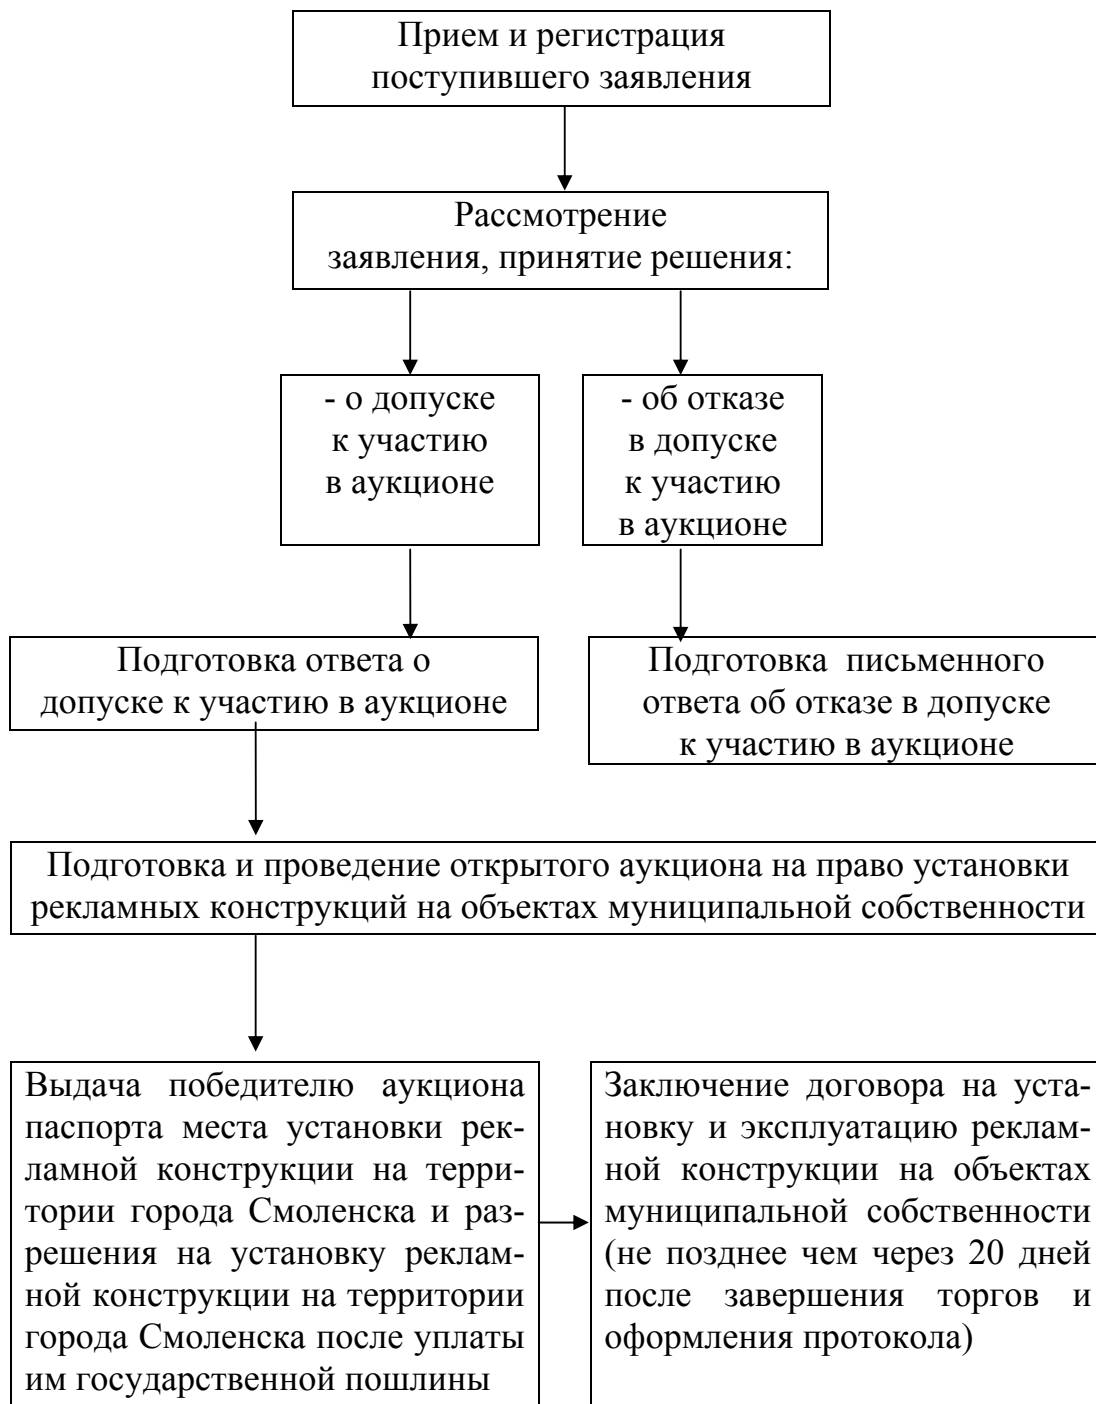 Прием и регистрация
поступившего заявления
Рассмотрение
заявления, принятие решения:
- о допуске
к участию
в аукционе
- об отказе
в допуске
к участию
в аукционе
Подготовка ответа о
допуске к участию в аукционе
Подготовка письменного
ответа об отказе в допуске
к участию в аукционе
Подготовка и проведение открытого аукциона на право установки
рекламных конструкций на объектах муниципальной собственности
Выдача победителю аукциона
паспорта места установки рек-
ламной конструкции на терри-
тории города Смоленска и раз-
решения на установку реклам-
ной конструкции на территории
города Смоленска после уплаты
им государственной пошлины
Заключение договора на уста-
новку и эксплуатацию реклам-
ной конструкции на объектах
муниципальной собственности
(не позднее чем через 20 дней
после завершения торгов и
оформления протокола)